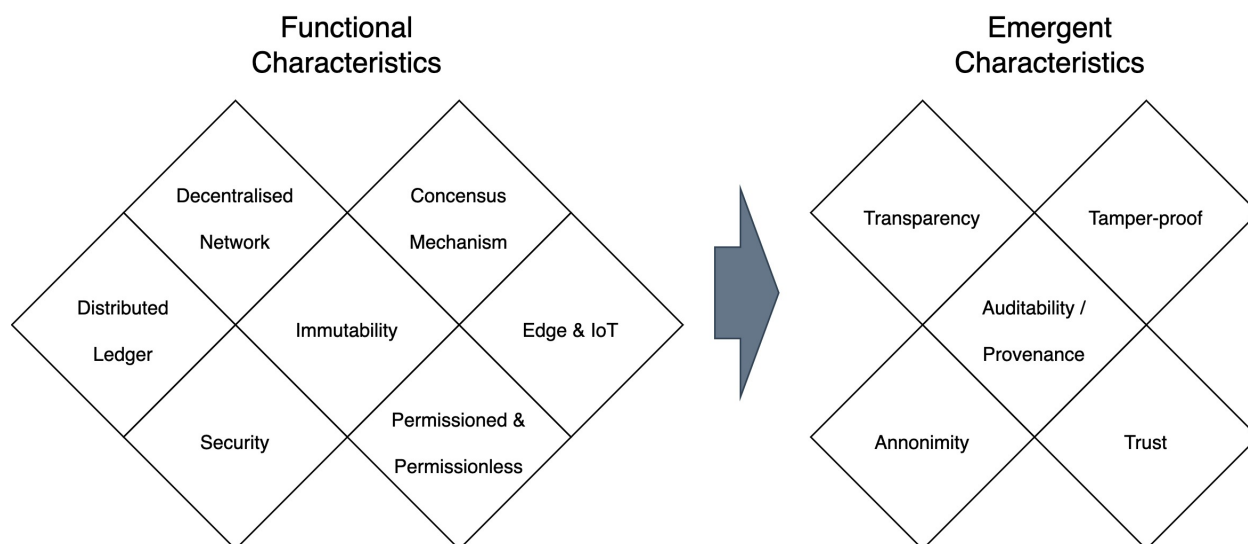 Functional
Characteristics
Emergent
Characteristics
Decentralised
Network
Concensus
Mechanism
Distributed
Ledger
Immutability
Edge & IoT
Security
Permissioned &
Permissionless
Transparency
Tamper-proof
Auditability /
Provenance
Annonimity
Trust